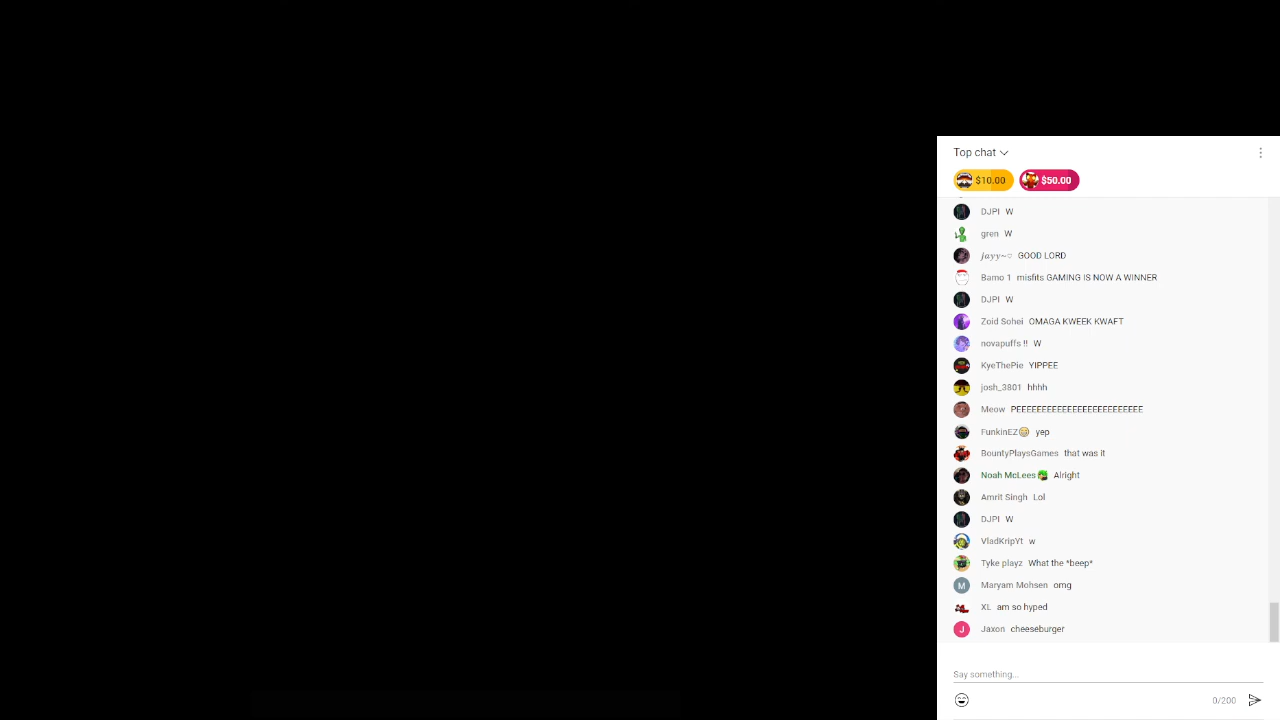 Top chat
$10.00 $50.00
DJPI W
gren W
jayy~♡ GOOD LORD
Bamo 1 misfits GAMING IS NOW A WINNER
DJPI W
Zoid Sohei OMAGA KWEEK KWAFT
novapuffs !! W
KyeThePie YIPPEE
josh_3801 hhhh
Meow PEEEEEEEEEEEEEEEEEEEEEEEEE
FunkinEZ😁 yep
BountyPlaysGames that was it
Noah McLees Alright
Amrit Singh Lol
DJPI W
VladKripYt w
Tyke playz What the *beep*
M Maryam Mohsen omg
XL am so hyped
J Jaxon cheeseburger
Say something...
0/200